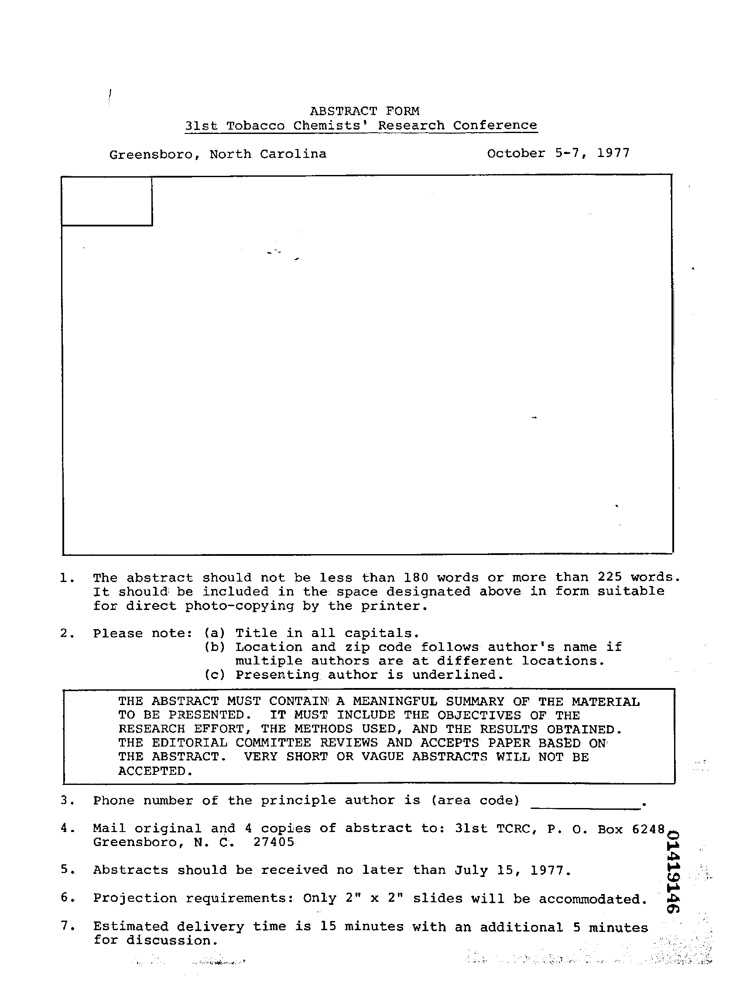 ABSTRACT FORM
31st Tobacco Chemists' Research Conference
Greensboro, North Carolina October 5-7, 1977
1. The abstract should not be less than 180 words or more than 225 words.
It should be included in the space designated above in form suitable
for direct photo-copying by the printer.
2. Please note: (a) Title in all capitals.
(b) Location and zip code follows author's name if
multiple authors are at different locations.
(c) Presenting author is underlined.
THE ABSTRACT MUST CONTAIN A MEANINGFUL SUMMARY OF THE MATERIAL
TO BE PRESENTED. IT MUST INCLUDE THE OBJECTIVES OF THE
RESEARCH EFFORT, THE METHODS USED, AND THE RESULTS OBTAINED.
THE EDITORIAL COMMITTEE REVIEWS AND ACCEPTS PAPER BASED ON
THE ABSTRACT. VERY SHORT OR VAGUE ABSTRACTS WILL NOT BE
ACCEPTED.
3. Phone number of the principle author is (area code) ___________.
4. Mail original and 4 copies of abstract to: 31st TCRC, P. O. Box 6248
Greensboro, N. C. 27405
5. Abstracts should be received no later than July 15, 1977.
6. Projection requirements: Only 2" x 2" slides will be accommodated.
7. Estimated delivery time is 15 minutes with an additional 5 minutes
for discussion.
01419146